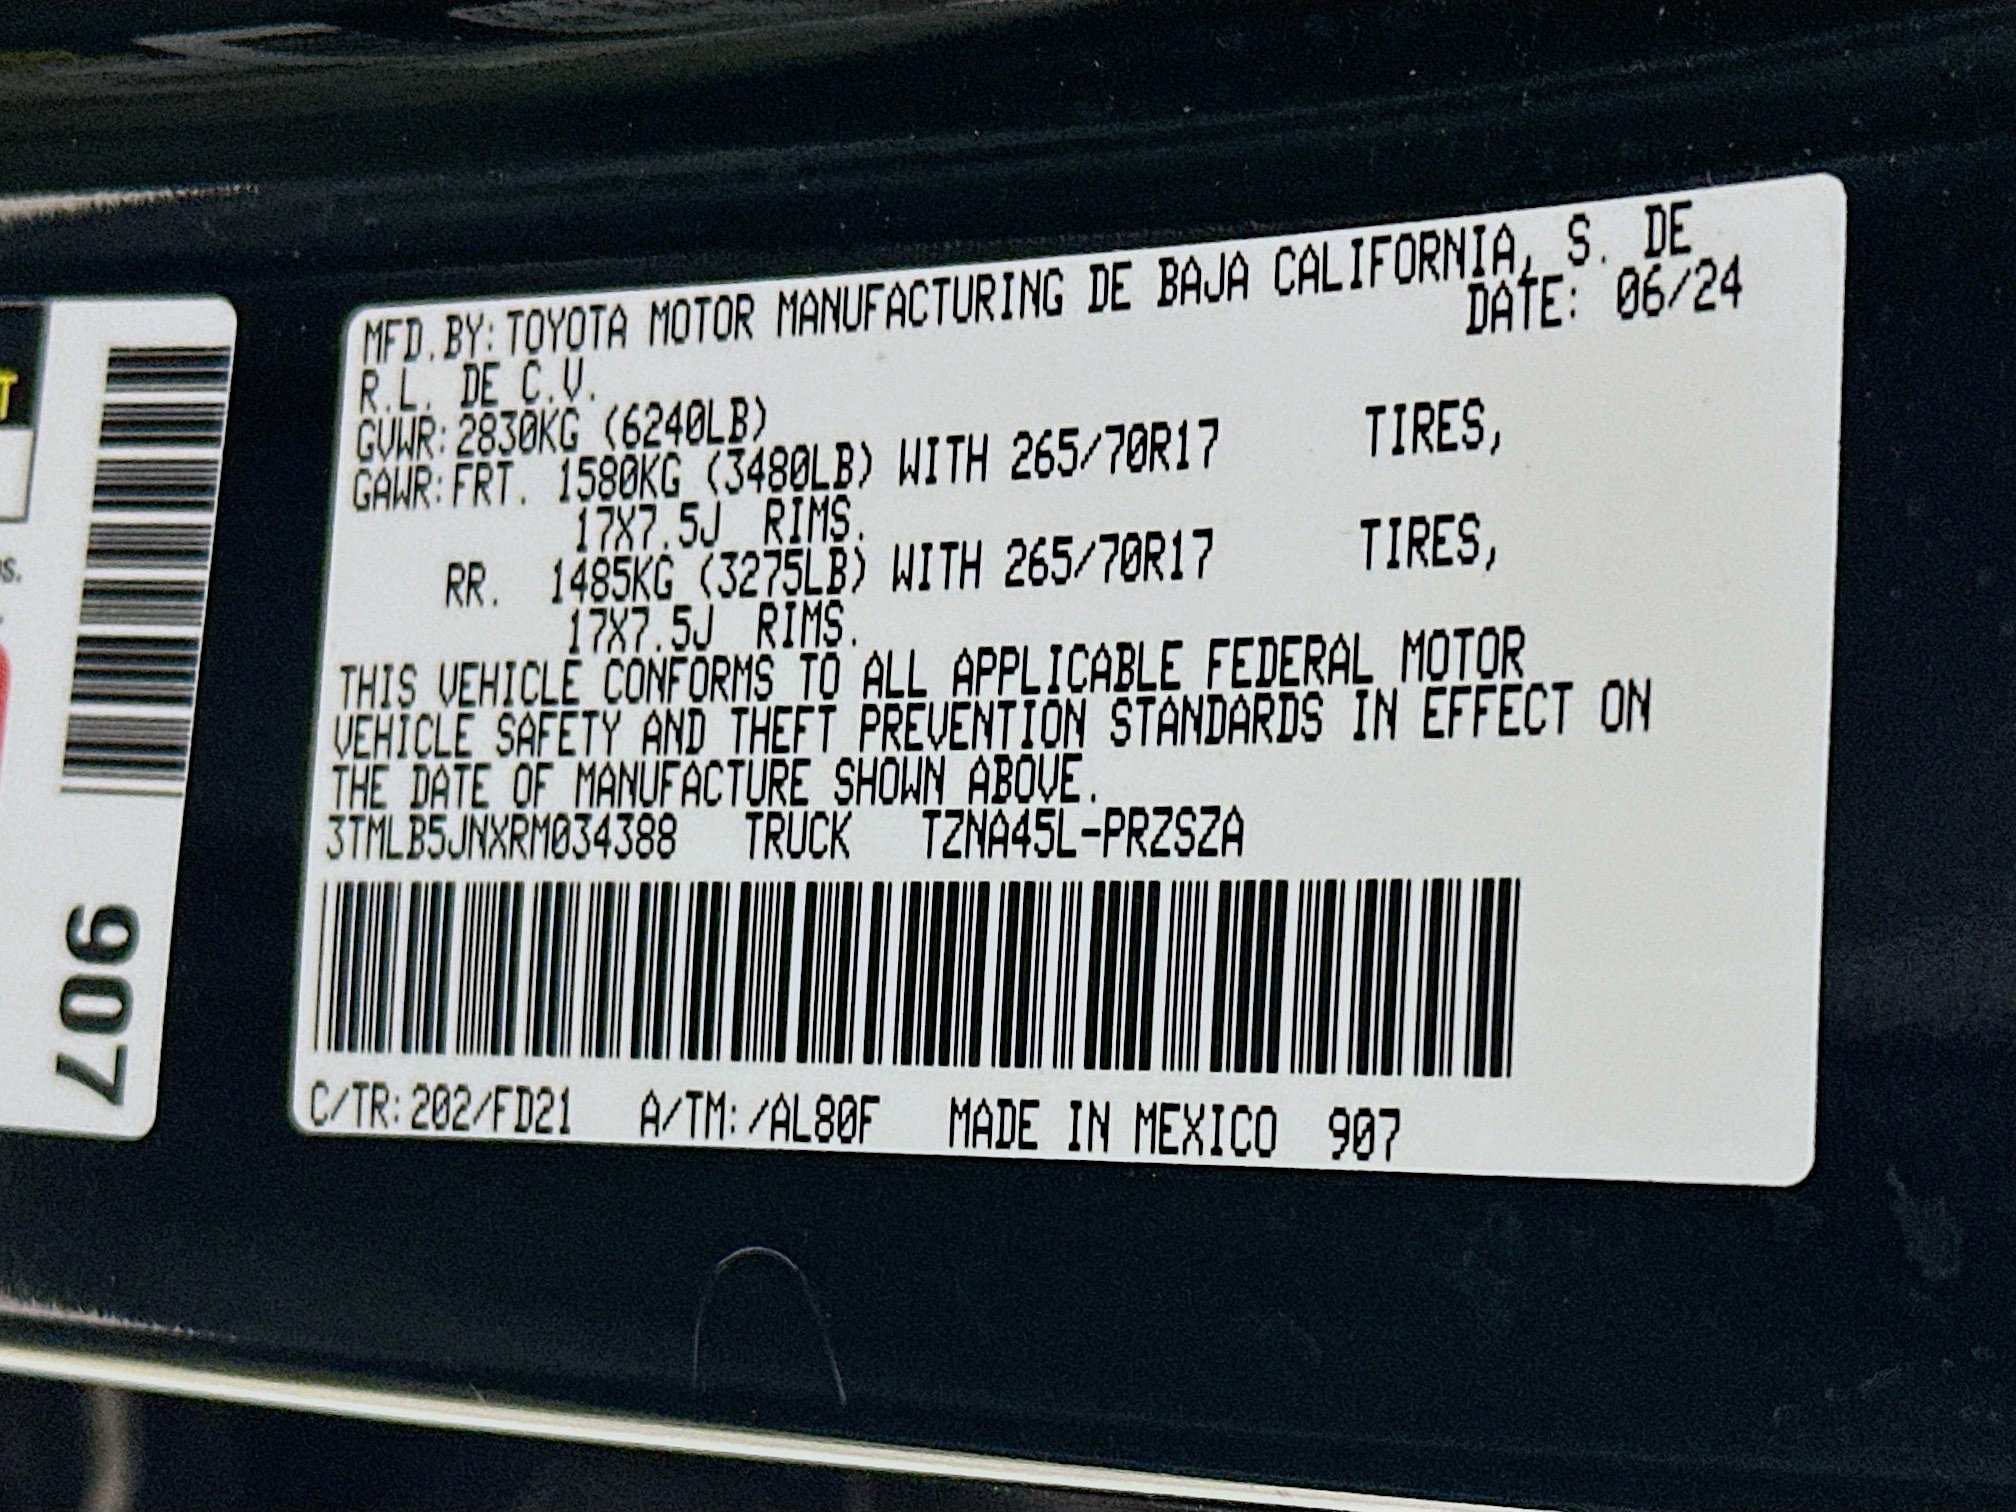 MFD.BY:TOYOTA MOTOR MANUFACTURING DE BAJA CALIFORNIA, S. DE
R.L. DE C.V. DATE: 06/24
GVWR:2830KG (6240LB)
GAWR:FRT. 1580KG (3480LB) WITH 265/70R17 TIRES,
17X7.5J RIMS.
RR. 1485KG (3275LB) WITH 265/70R17 TIRES,
17X7.5J RIMS.
THIS VEHICLE CONFORMS TO ALL APPLICABLE FEDERAL MOTOR
VEHICLE SAFETY AND THEFT PREVENTION STANDARDS IN EFFECT ON
THE DATE OF MANUFACTURE SHOWN ABOVE.
3TMLB5JNXRM034388 TRUCK TZNA45L-PRZSZA
C/TR:202/FD21 A/TM:/AL80F MADE IN MEXICO 907
907